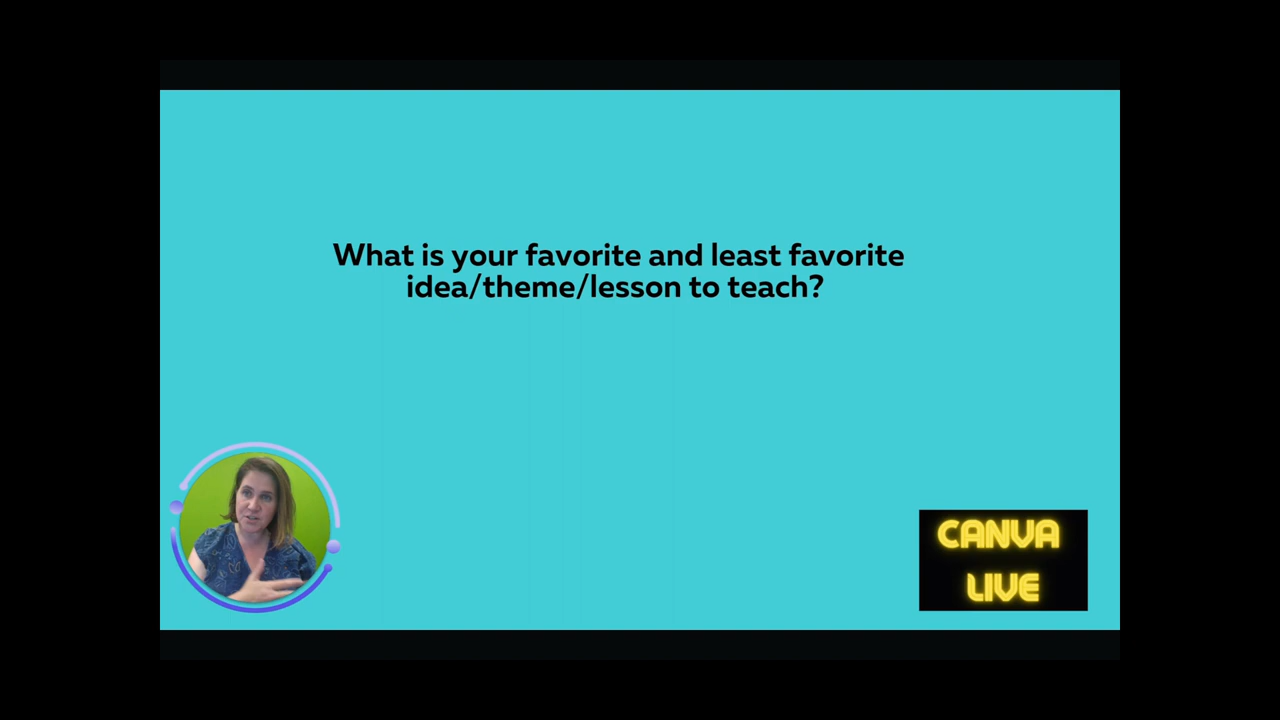 What is your favorite and least favorite
idea/theme/lesson to teach?
CANVA
LIVE